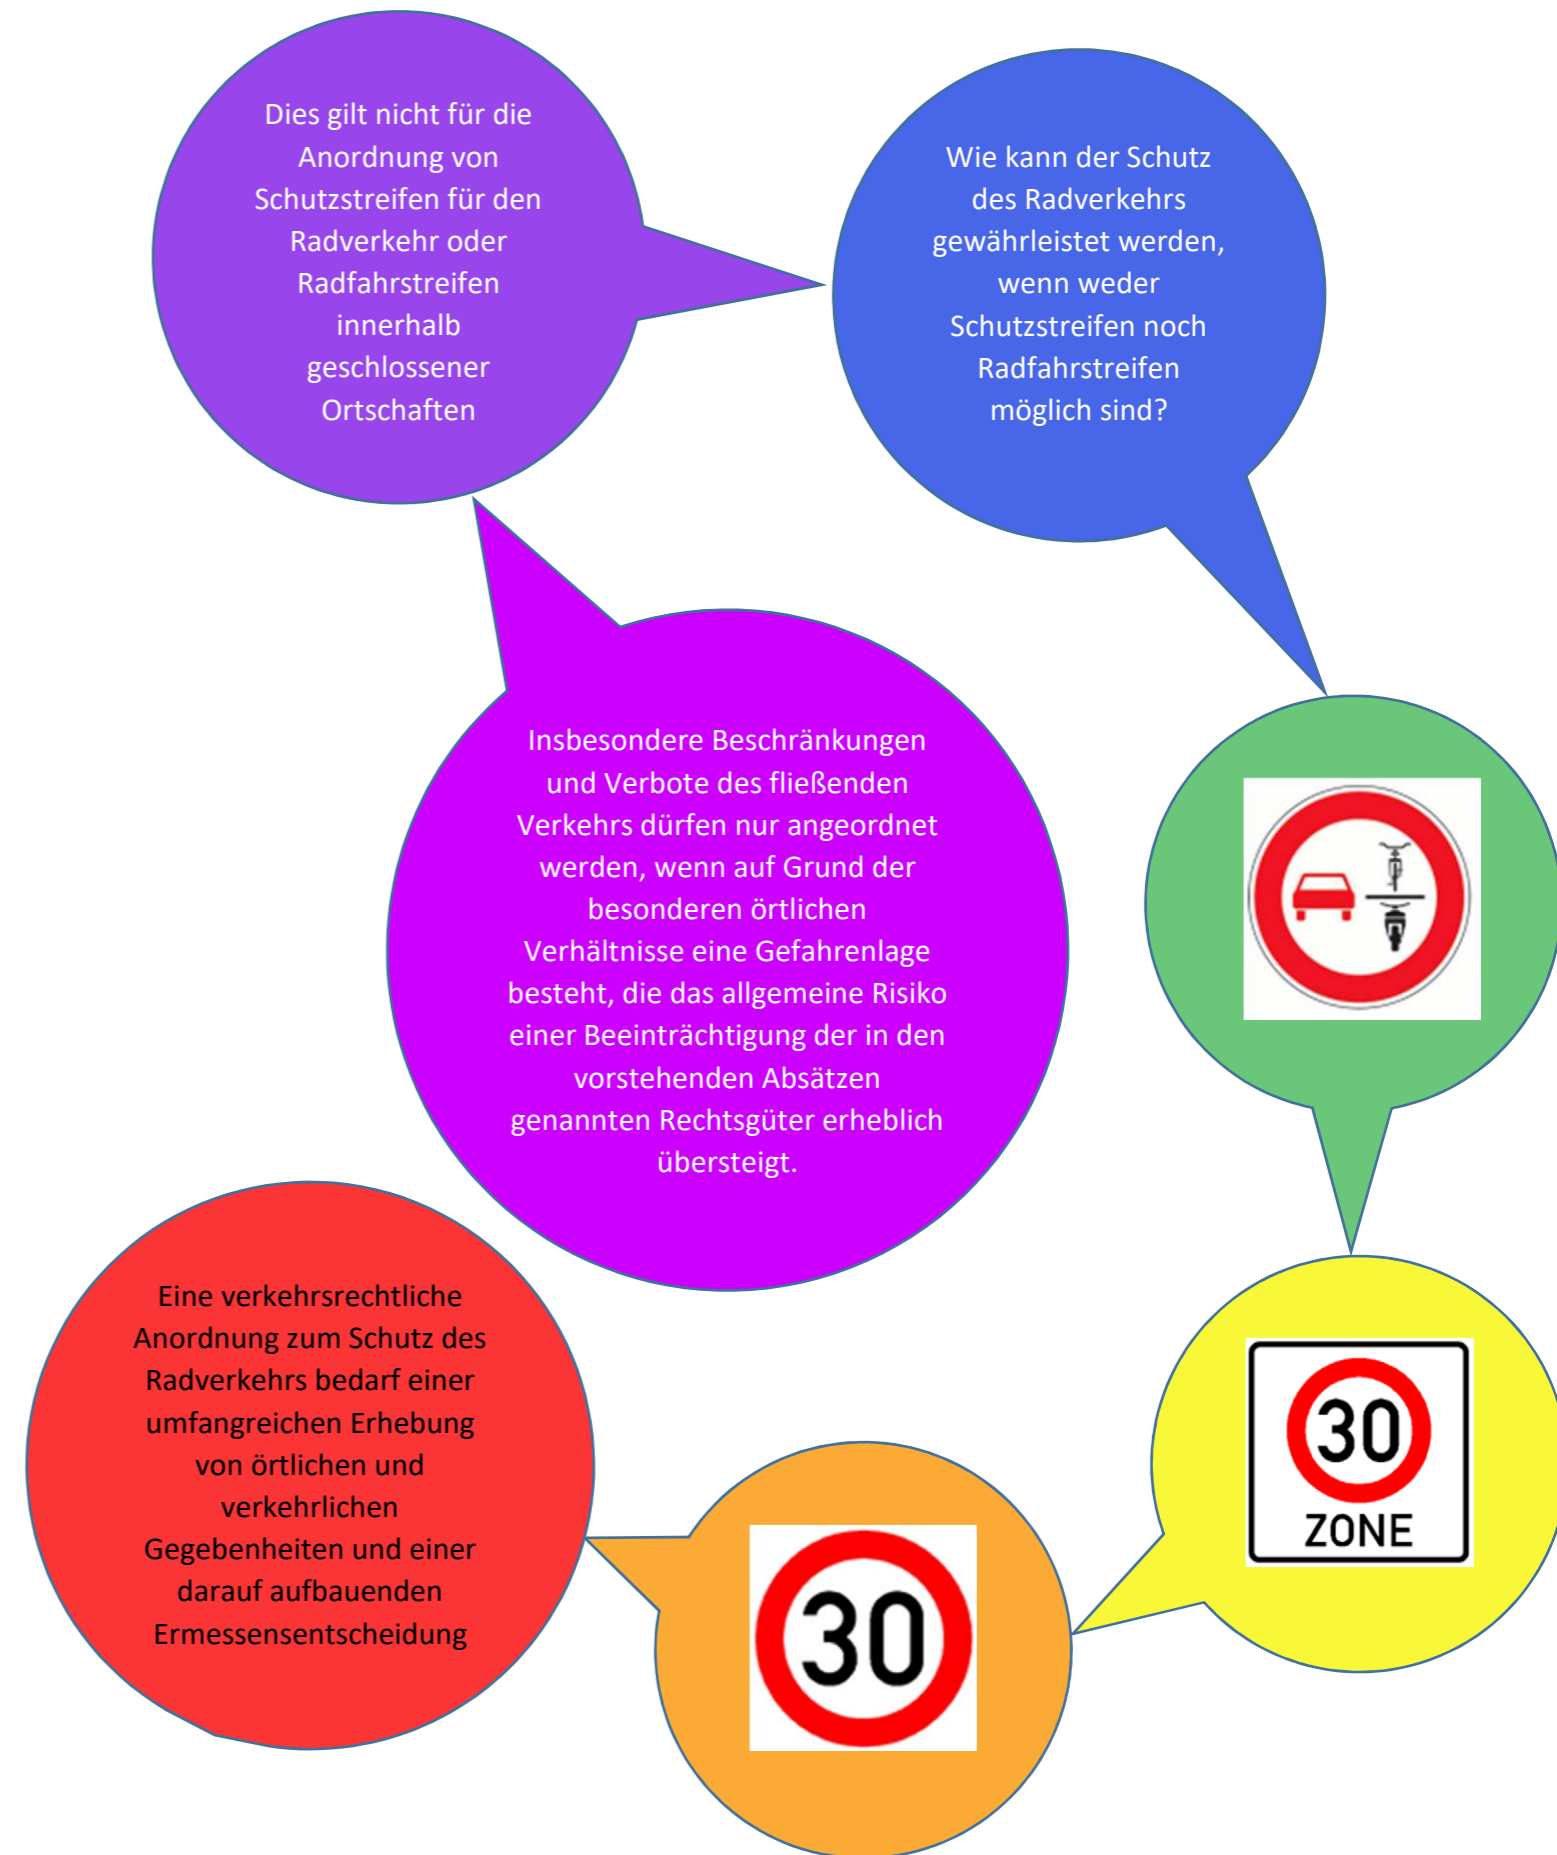 Dies gilt nicht für die
Anordnung von
Schutzstreifen für den
Radverkehr oder
Radfahrstreifen
innerhalb
geschlossener
Ortschaften
Wie kann der Schutz
des Radverkehrs
gewährleistet werden,
wenn weder
Schutzstreifen noch
Radfahrstreifen
möglich sind?
Insbesondere Beschränkungen
und Verbote des fließenden
Verkehrs dürfen nur angeordnet
werden, wenn auf Grund der
besonderen örtlichen
Verhältnisse eine Gefahrenlage
besteht, die das allgemeine Risiko
einer Beeinträchtigung der in den
vorstehenden Absätzen
genannten Rechtsgüter erheblich
übersteigt.
Eine verkehrsrechtliche
Anordnung zum Schutz des
Radverkehrs bedarf einer
umfangreichen Erhebung
von örtlichen und
verkehrlichen
Gegebenheiten und einer
darauf aufbauenden
Ermessensentscheidung
30
ZONE
30